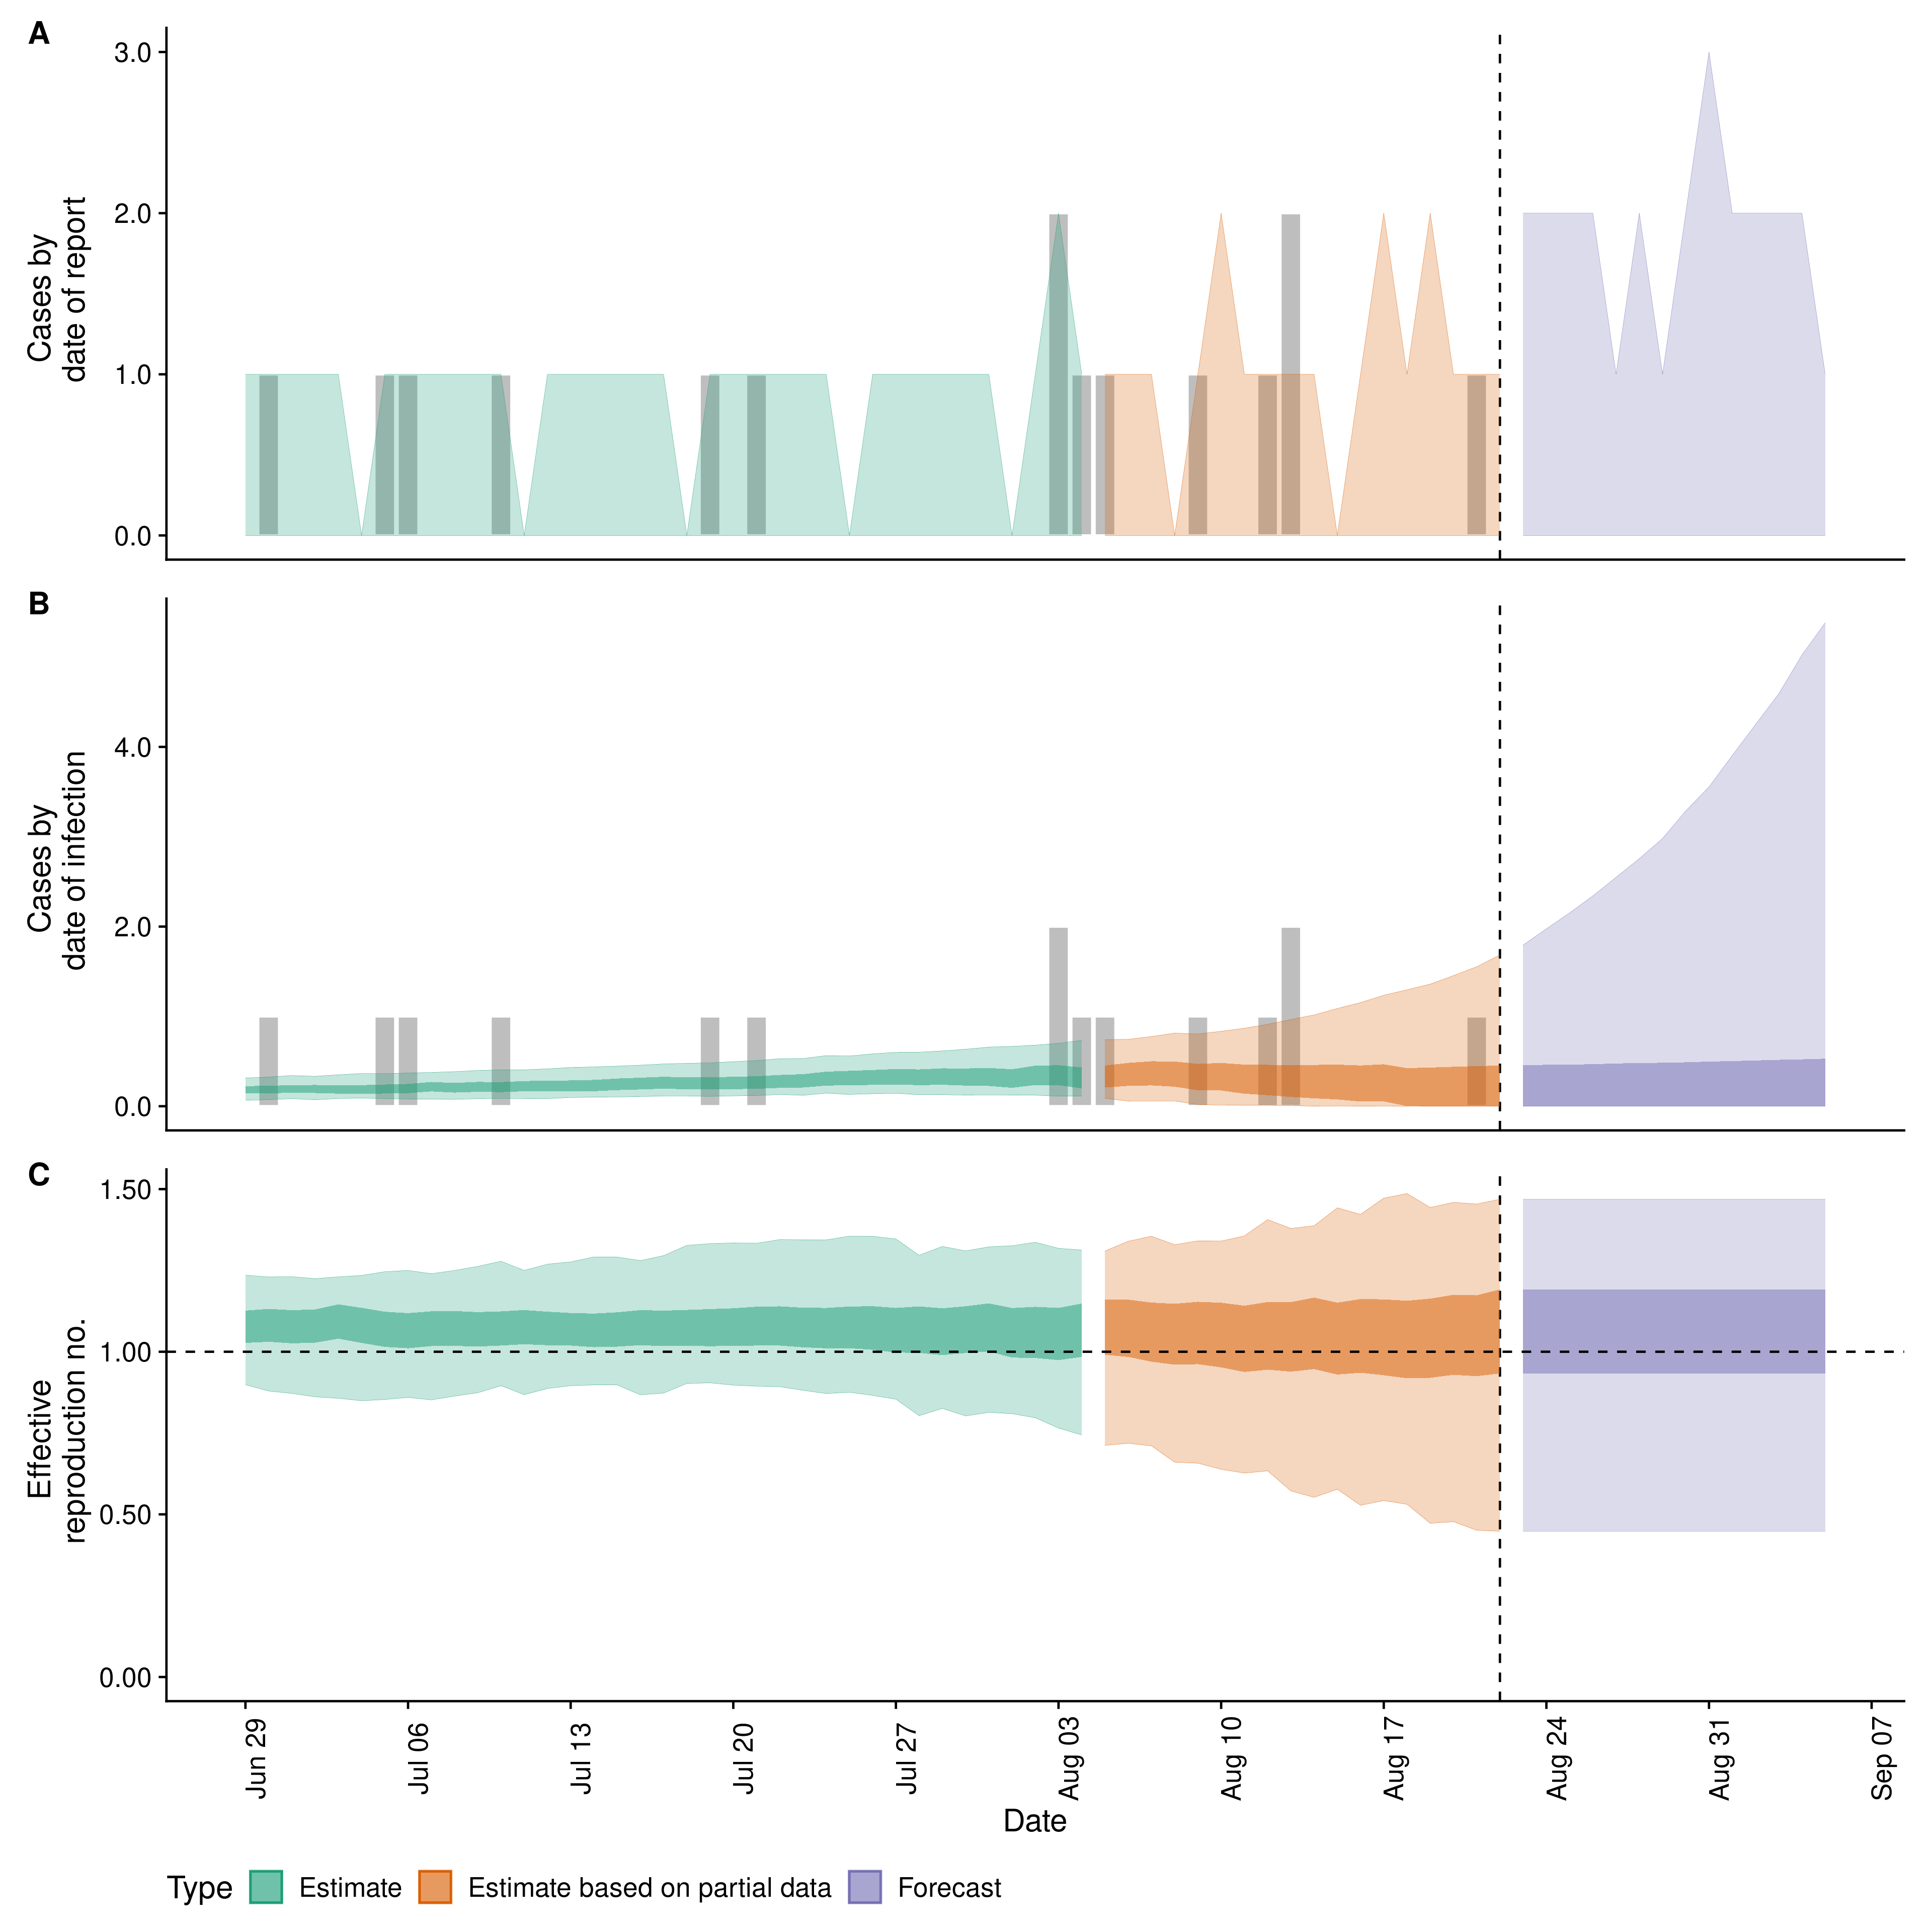 A
3.0
2.0
1.0
0.0
Cases by
date of report
B
4.0
2.0
0.0
Cases by
date of infection
C
1.50
1.00
0.50
0.00
Effective
reproduction no.
Jun 29
Jul 06
Jul 13
Jul 20
Jul 27
Aug 03
Aug 10
Aug 17
Aug 24
Aug 31
Sep 07
Date
Type Estimate Estimate based on partial data Forecast